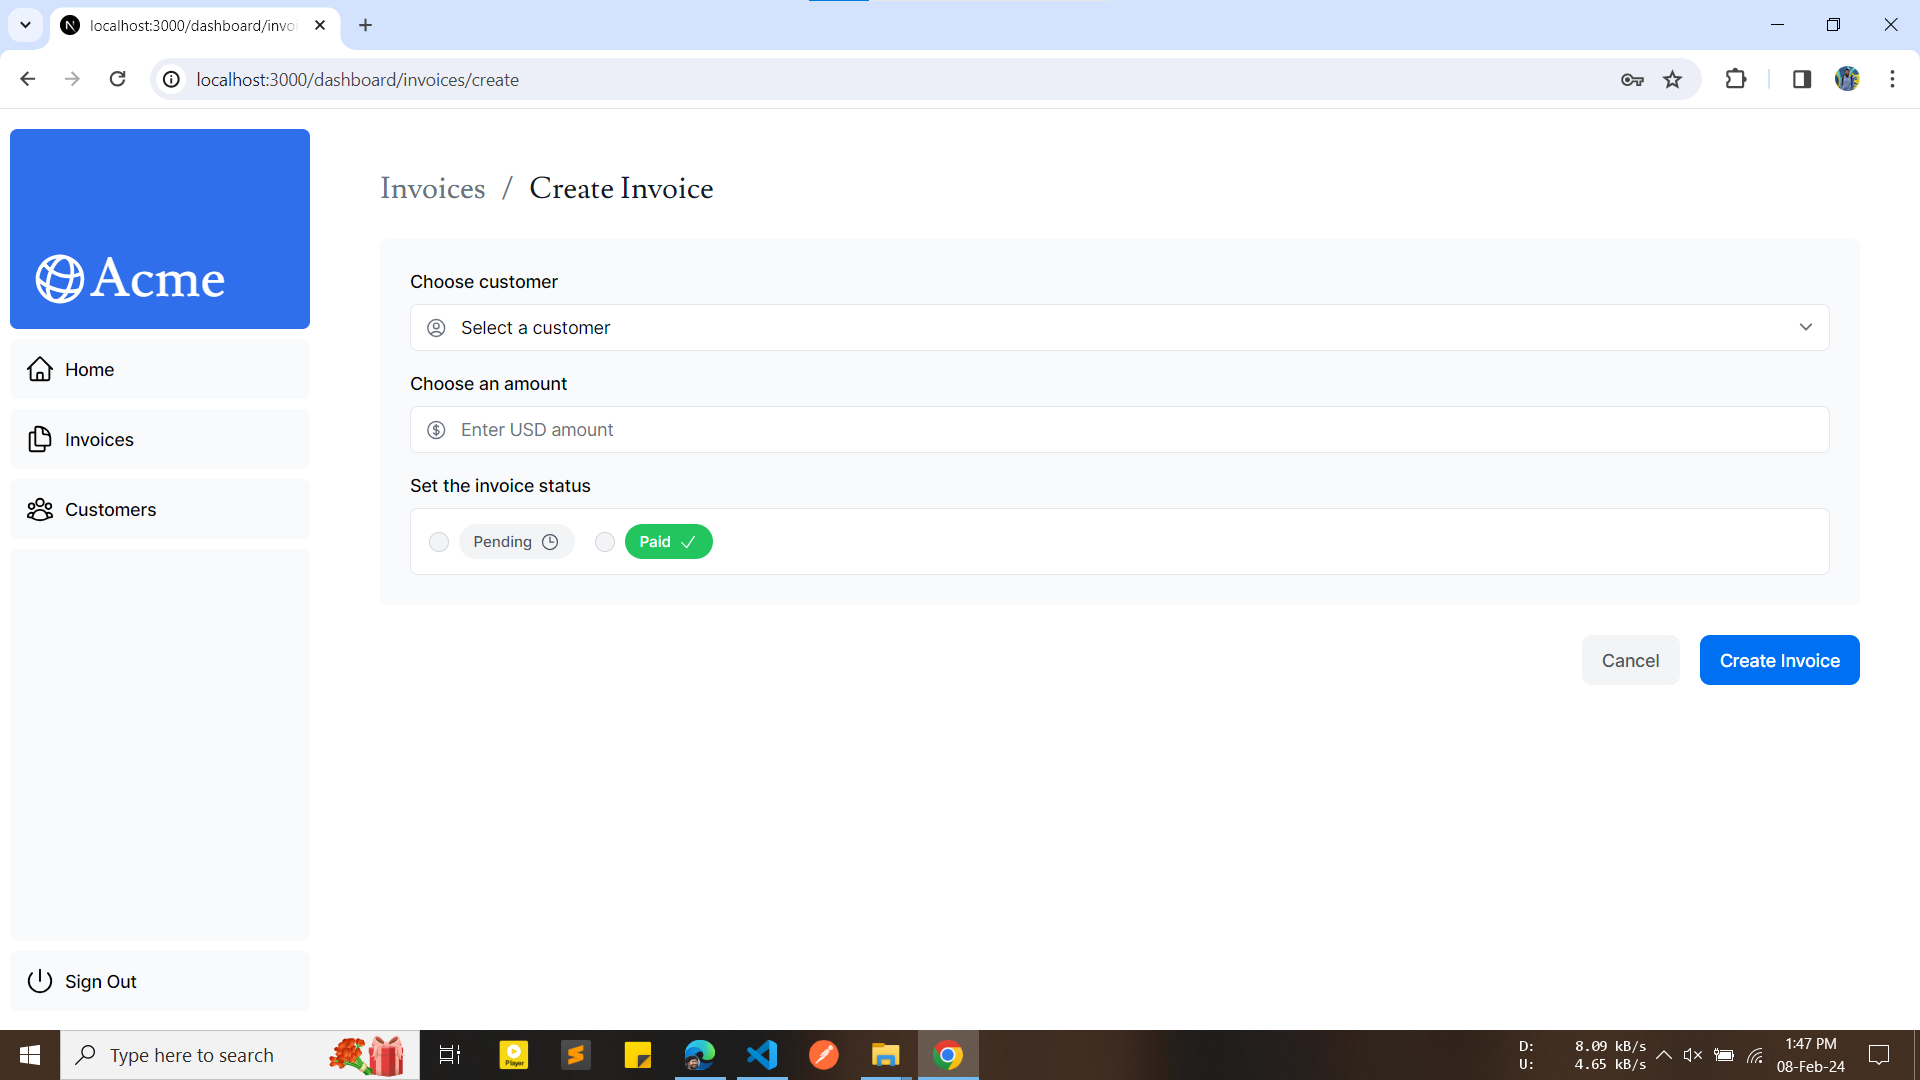 localhost:3000/dashboard/invoi
localhost:3000/dashboard/invoices/create
Acme
Home
Invoices
Customers
Sign Out
Invoices / Create Invoice
Choose customer
Select a customer
Choose an amount
Enter USD amount
Set the invoice status
Pending Paid
Cancel Create Invoice
Type here to search
Player
D: 8.09 kB/s
U: 4.65 kB/s
1:47 PM
08-Feb-24